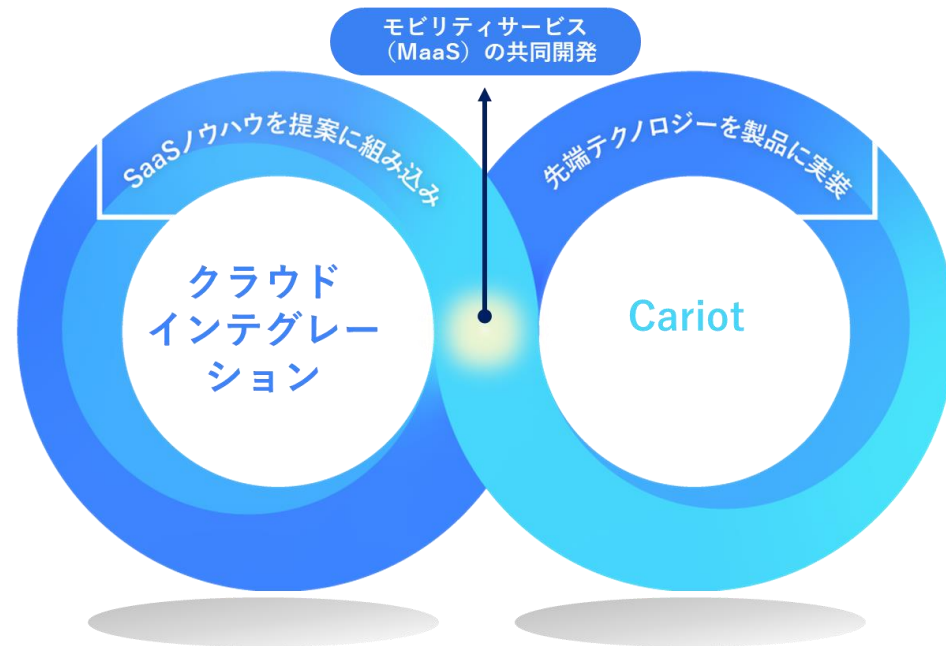 モビリティサービス
（MaaS）の共同開発
SaaSノウハウを提案に組み込み
先端テクノロジーを製品に実装
クラウド
インテグレー
ション
Cariot